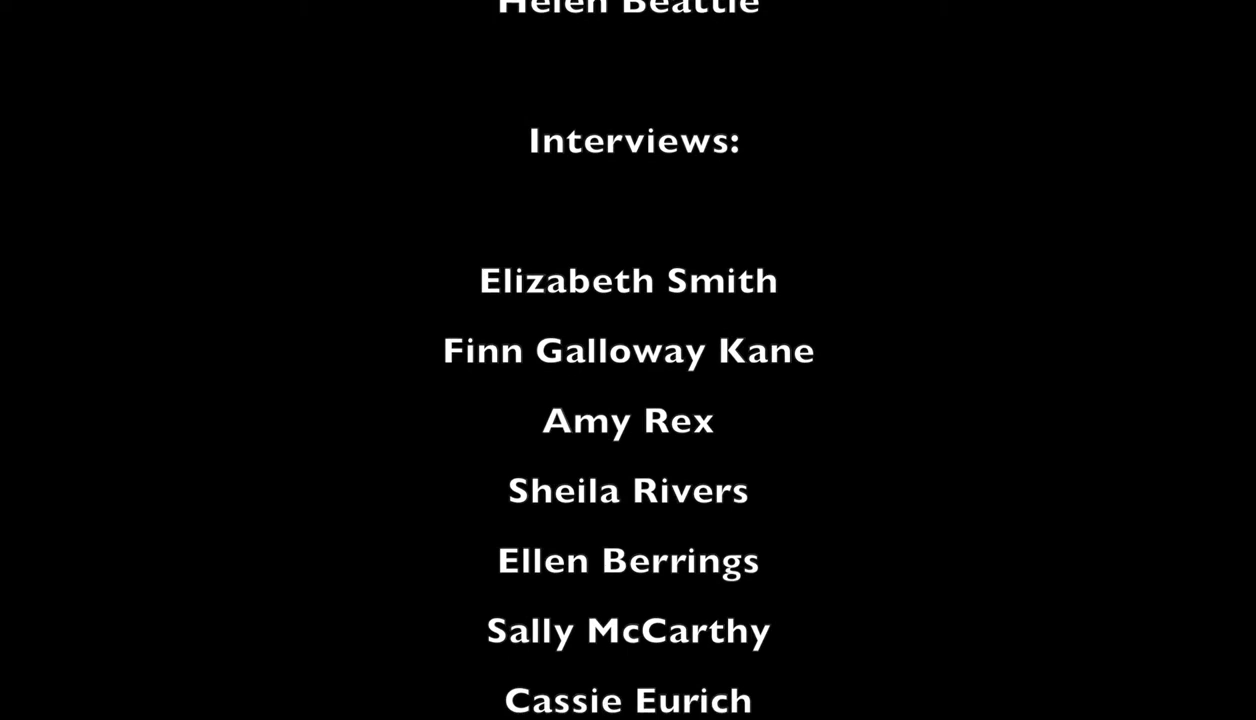 Helen Beattie
Interviews:
Elizabeth Smith
Finn Galloway Kane
Amy Rex
Sheila Rivers
Ellen Berrings
Sally McCarthy
Cassie Eurich